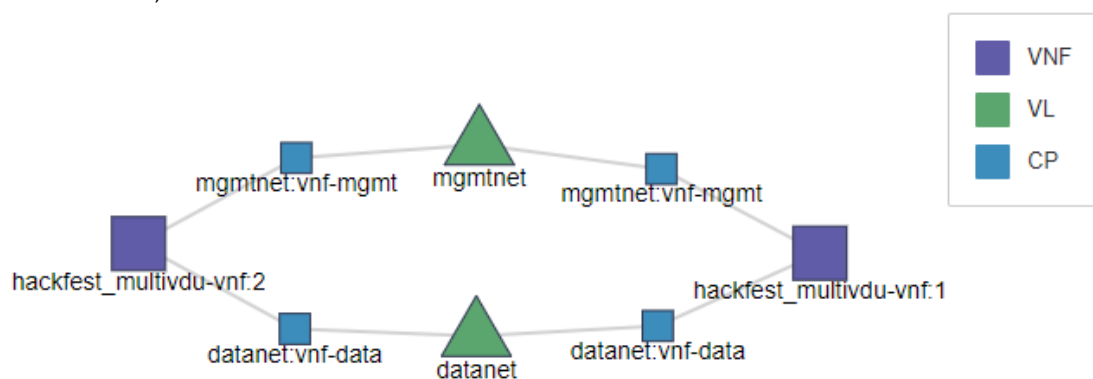 VNF
VL
CP
mgmtnet:vnf-mgmt
mgmtnet
mgmtnet:vnf-mgmt
hackfest_multivdu-vnf:2
hackfest_multivdu-vnf:1
datanet:vnf-data
datanet
datanet:vnf-data